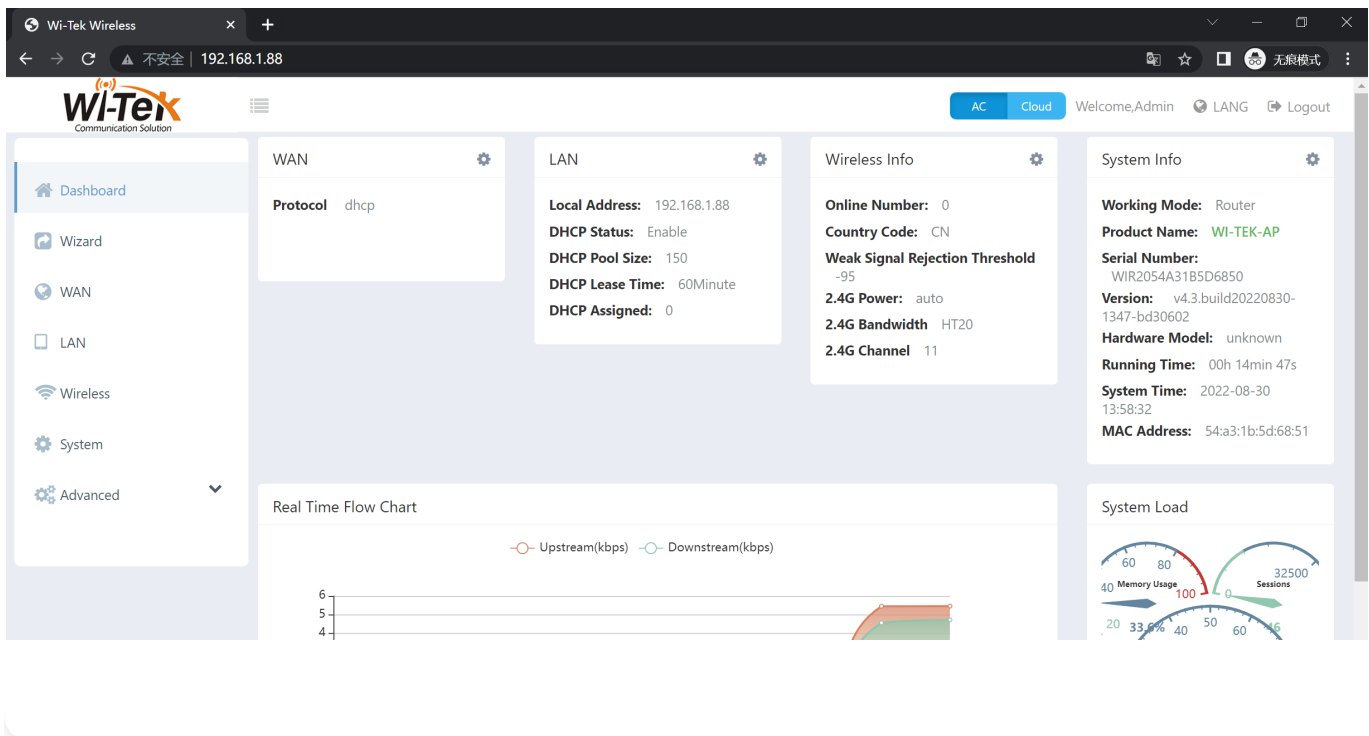 Wi-Tek Wireless
不安全 192.168.1.88 无痕模式
WI-TeK
Communication Solution
AC Cloud Welcome,Admin LANG Logout
Dashboard
Wizard
WAN
LAN
Wireless
System
Advanced
WAN
Protocol dhcp
LAN
Local Address: 192.168.1.88
DHCP Status: Enable
DHCP Pool Size: 150
DHCP Lease Time: 60Minute
DHCP Assigned: 0
Wireless Info
Online Number: 0
Country Code: CN
Weak Signal Rejection Threshold
-95
2.4G Power: auto
2.4G Bandwidth HT20
2.4G Channel 11
System Info
Working Mode: Router
Product Name: WI-TEK-AP
Serial Number:
WIR2054A31B5D6850
Version: v4.3.build20220830-
1347-bd30602
Hardware Model: unknown
Running Time: 00h 14min 47s
System Time: 2022-08-30
13:58:32
MAC Address: 54:a3:1b:5d:68:51
Real Time Flow Chart
Upstream(kbps) Downstream(kbps)
6
5
4
System Load
60 80
40 Memory Usage 100
20 33.6%
32500
Sessions
0
46
40 50 60